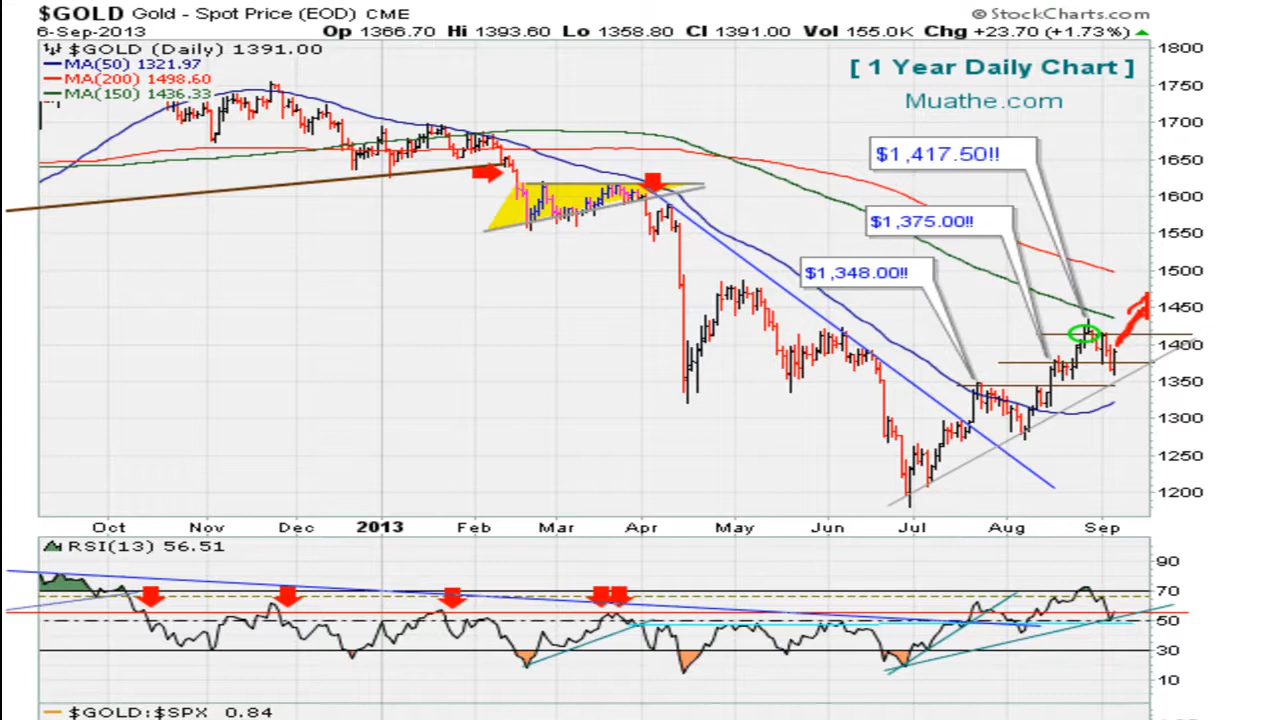 $GOLD Gold - Spot Price (EOD) CME © StockCharts.com
6-Sep-2013 Op 1366.70 Hi 1393.60 Lo 1358.80 Cl 1391.00 Vol 155.0K Chg +23.70 (+1.73%)
$GOLD (Daily) 1391.00
MA(50) 1321.97
MA(200) 1498.60
MA(150) 1436.33
[ 1 Year Daily Chart ]
Muathe.com
$1,417.50!!
$1,375.00!!
$1,348.00!!
1800
1750
1700
1650
1600
1550
1500
1450
1400
1350
1300
1250
1200
Oct Nov Dec 2013 Feb Mar Apr May Jun Jul Aug Sep
RSI(13) 56.51
90
70
50
30
10
$GOLD:$SPX 0.84